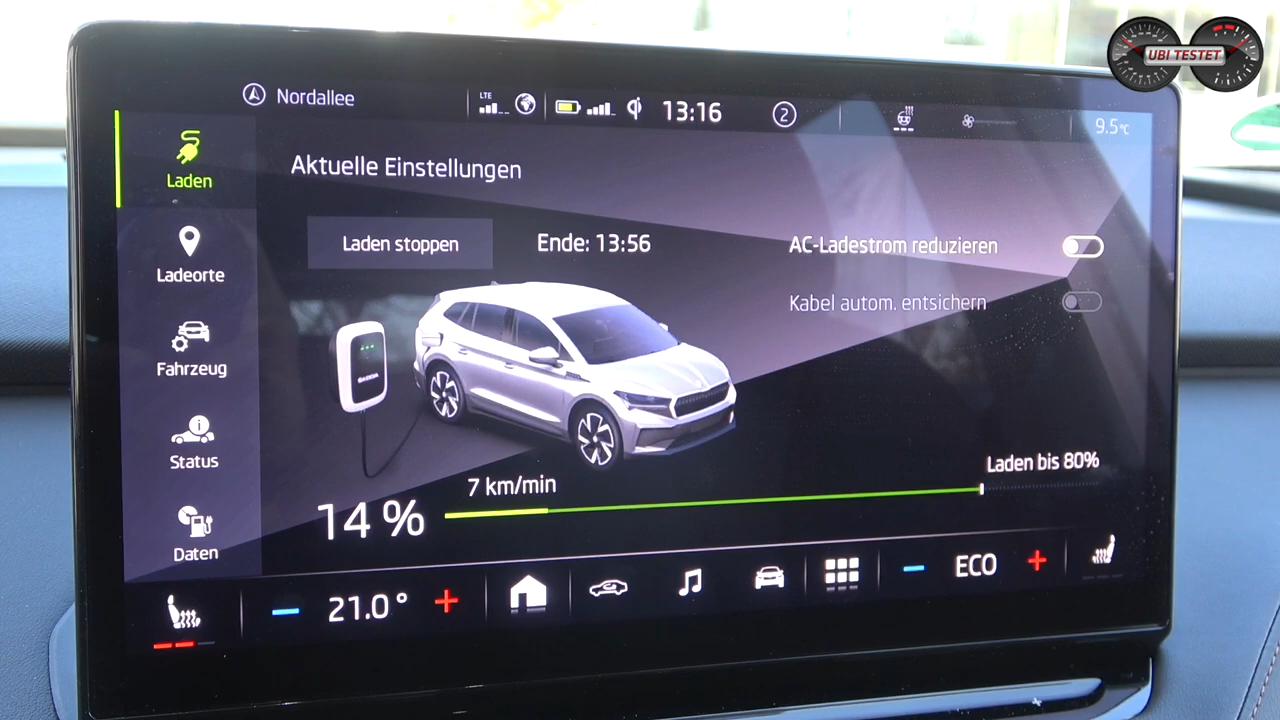 UBI TESTET
Nordallee
LTE
13:16
2
9.5°C
Laden
Aktuelle Einstellungen
Laden stoppen
Ende: 13:56
AC-Ladestrom reduzieren
Ladeorte
Kabel autom. entsichern
Fahrzeug
SKODA
Status
Laden bis 80%
7 km/min
14 %
Daten
21.0°
ECO